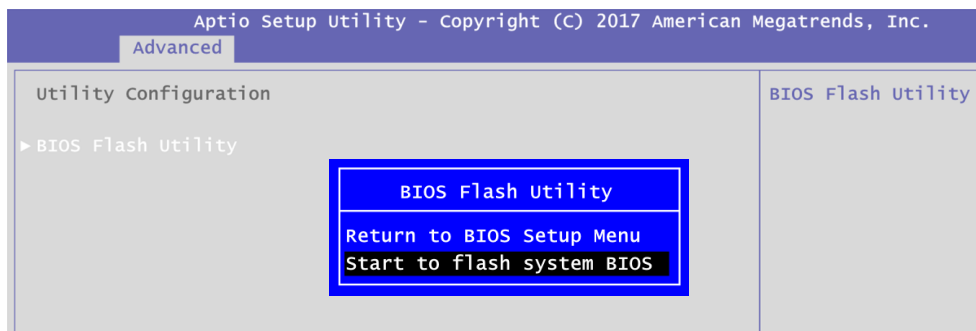 Aptio Setup Utility - Copyright (C) 2017 American Megatrends, Inc.
Advanced
Utility Configuration
BIOS Flash Utility
►BIOS Flash Utility
BIOS Flash Utility
Return to BIOS Setup Menu
Start to flash system BIOS